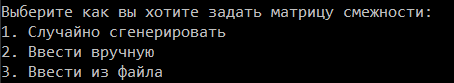 Выберите как вы хотите задать матрицу смежности:
1. Случайно сгенерировать
2. Ввести вручную
3. Ввести из файла